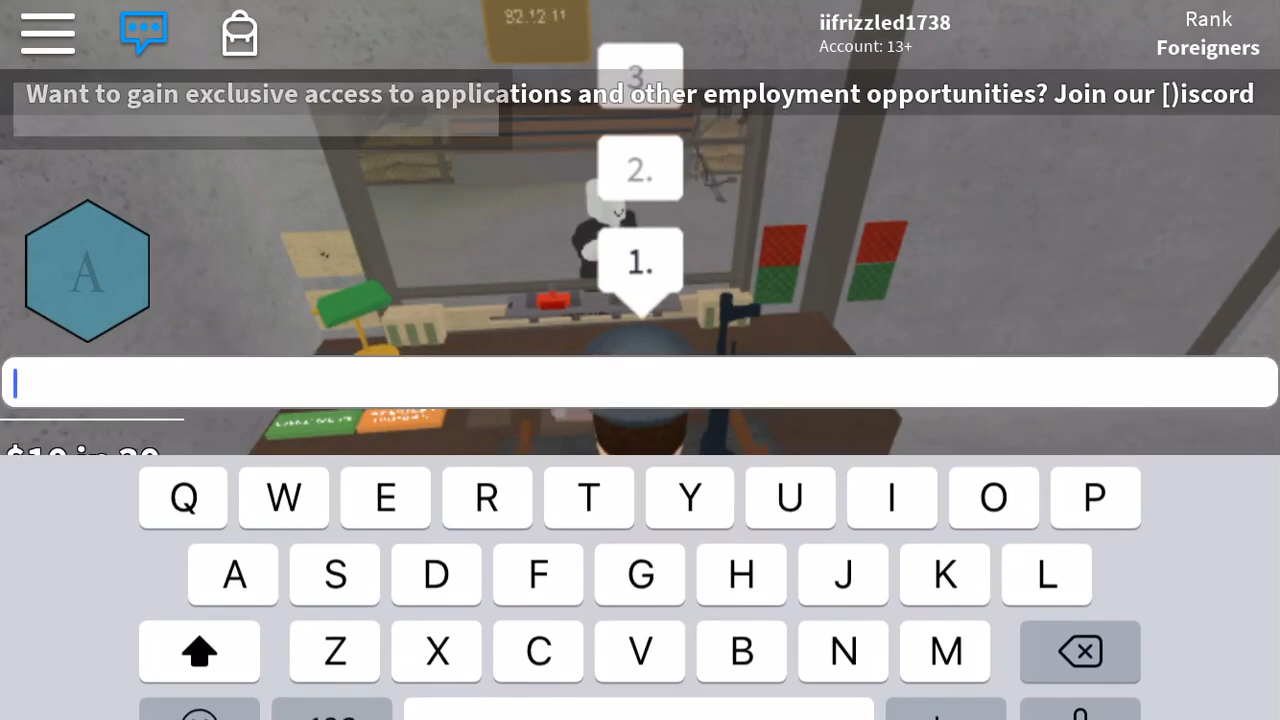 82.12.11
iifrizzled1738
Account: 13+
Rank
Foreigners
Want to gain exclusive access to applications and other employment opportunities? Join our [)iscord
3.
2.
1.
A
Q W E R T Y U I O P
A S D F G H J K L
Z X C V B N M